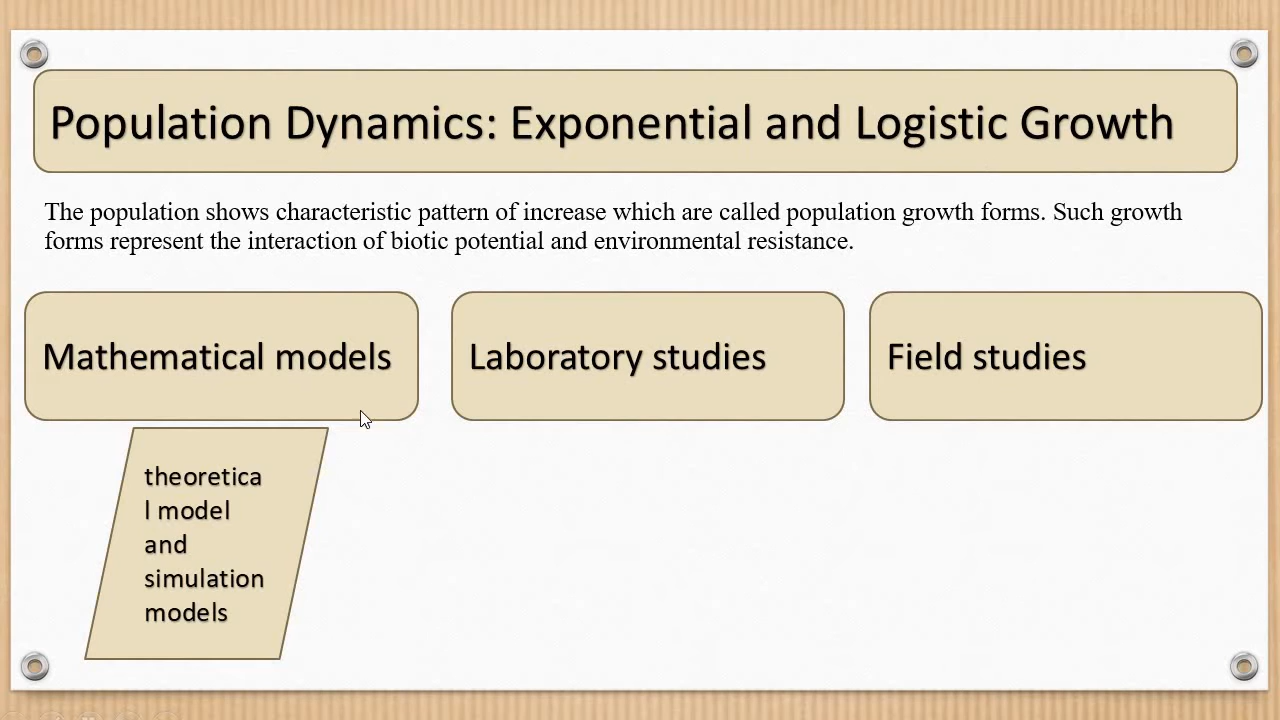 Population Dynamics: Exponential and Logistic Growth
The population shows characteristic pattern of increase which are called population growth forms. Such growth
forms represent the interaction of biotic potential and environmental resistance.
Mathematical models
Laboratory studies
Field studies
theoretica
l model
and
simulation
models